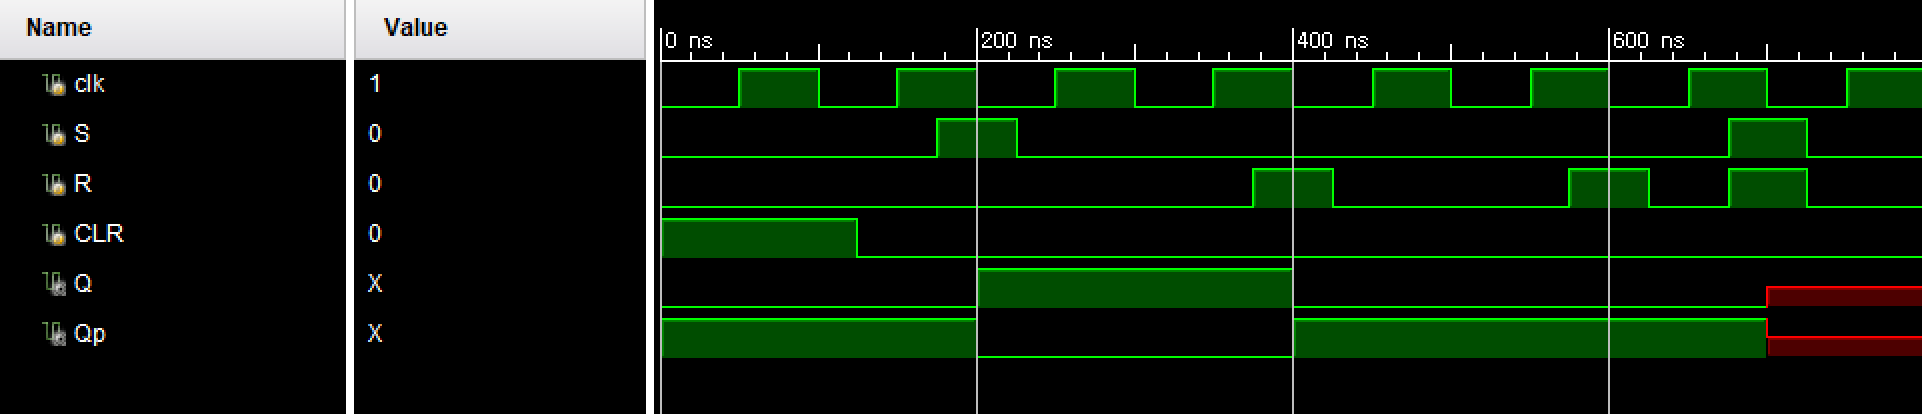 Name Value
0 ns 200 ns 400 ns 600 ns
clk 1
S 0
R 0
CLR 0
Q X
Qp X